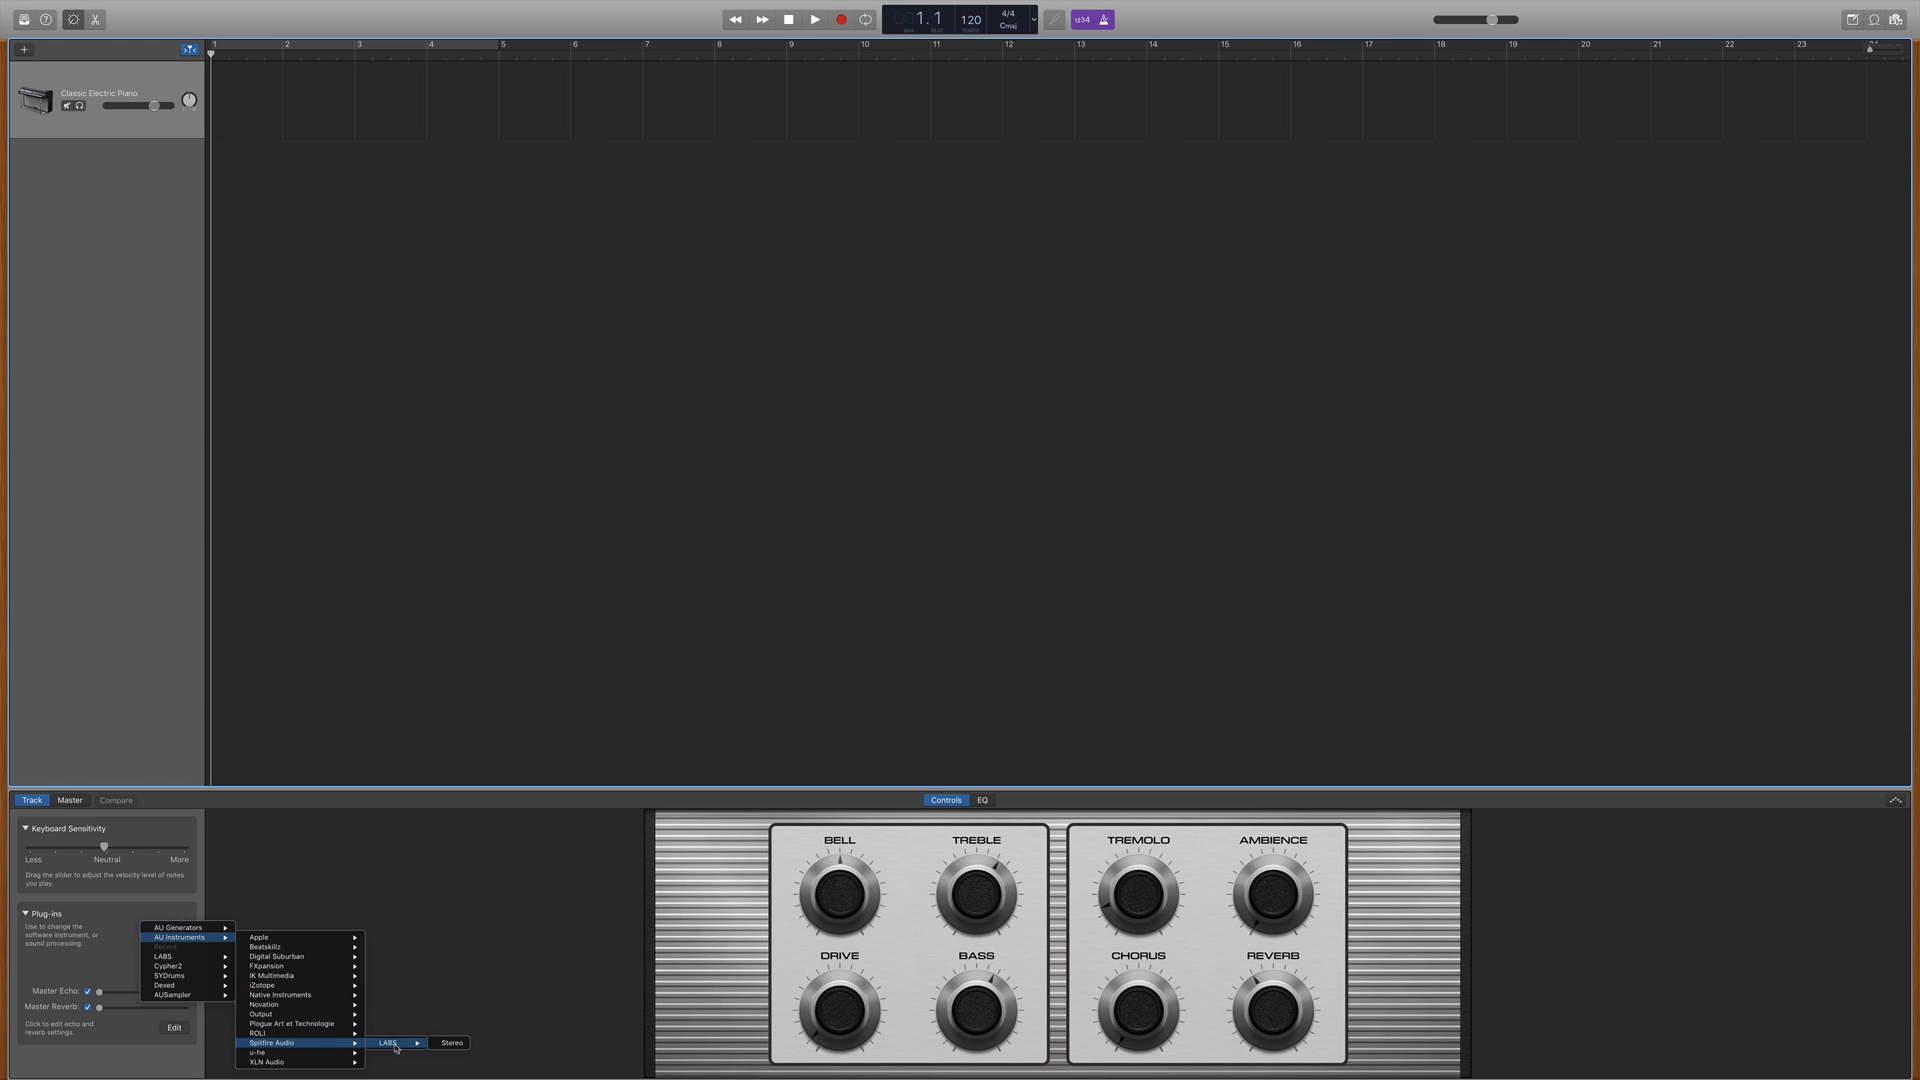 1.1
BAR
BEAT
120
TEMPO
4/4
Cmaj
1234
1 2 3 4 5 6 7 8 9 10 11 12 13 14 15 16 17 18 19 20 21 22 23
Classic Electric Piano
Track Master Compare
Controls EQ
Keyboard Sensitivity
Less Neutral More
Drag the slider to adjust the velocity level of notes
you play.
Plug-ins
Use to change the
software instrument, or
sound processing.
Master Echo:
Master Reverb:
Click to edit echo and
reverb settings.
Edit
AU Generators
AU Instruments
Recent
LABS
Cypher2
SYDrums
Dexed
AUSampler
Apple
Beatskillz
Digital Suburban
FXpansion
IK Multimedia
iZotope
Native Instruments
Novation
Output
Plogue Art et Technologie
ROLI
Spitfire Audio
u-he
XLN Audio
LABS
Stereo
BELL TREBLE TREMOLO AMBIENCE
DRIVE BASS CHORUS REVERB